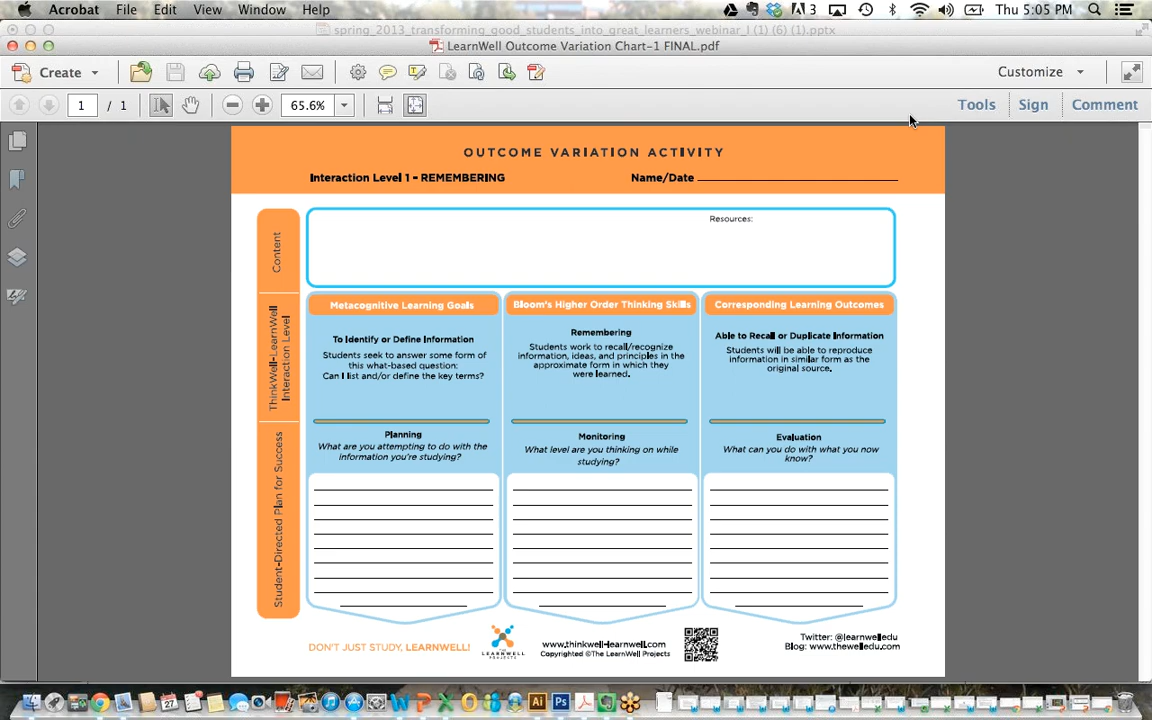 Acrobat File Edit View Window Help
3 Thu 5:05 PM
spring_2013_transforming_good_students_into_great_learners_webinar_I (1) (6) (1).pptx
LearnWell Outcome Variation Chart-1 FINAL.pdf
Create Customize
1 / 1 65.6% Tools Sign Comment
OUTCOME VARIATION ACTIVITY
Interaction Level 1 - REMEMBERING Name/Date
Content
Resources:
ThinkWell-LearnWell
Interaction Level
Metacognitive Learning Goals
To Identify or Define Information
Students seek to answer some form of
this what-based question:
Can I list and/or define the key terms?
Bloom's Higher Order Thinking Skills
Remembering
Students work to recall/recognize
information, ideas, and principles in the
approximate form in which they
were learned.
Corresponding Learning Outcomes
Able to Recall or Duplicate Information
Students will be able to reproduce
information in similar form as the
original source.
Student-Directed Plan for Success
Planning
What are you attempting to do with the
information you're studying?
Monitoring
What level are you thinking on while
studying?
Evaluation
What can you do with what you now
know?
DON'T JUST STUDY, LEARNWELL!
LEARNWELL
PROJECTS
www.thinkwell-learnwell.com
Copyrighted ©The LearnWell Projects
Twitter: @learnwelledu
Blog: www.thewelledu.com